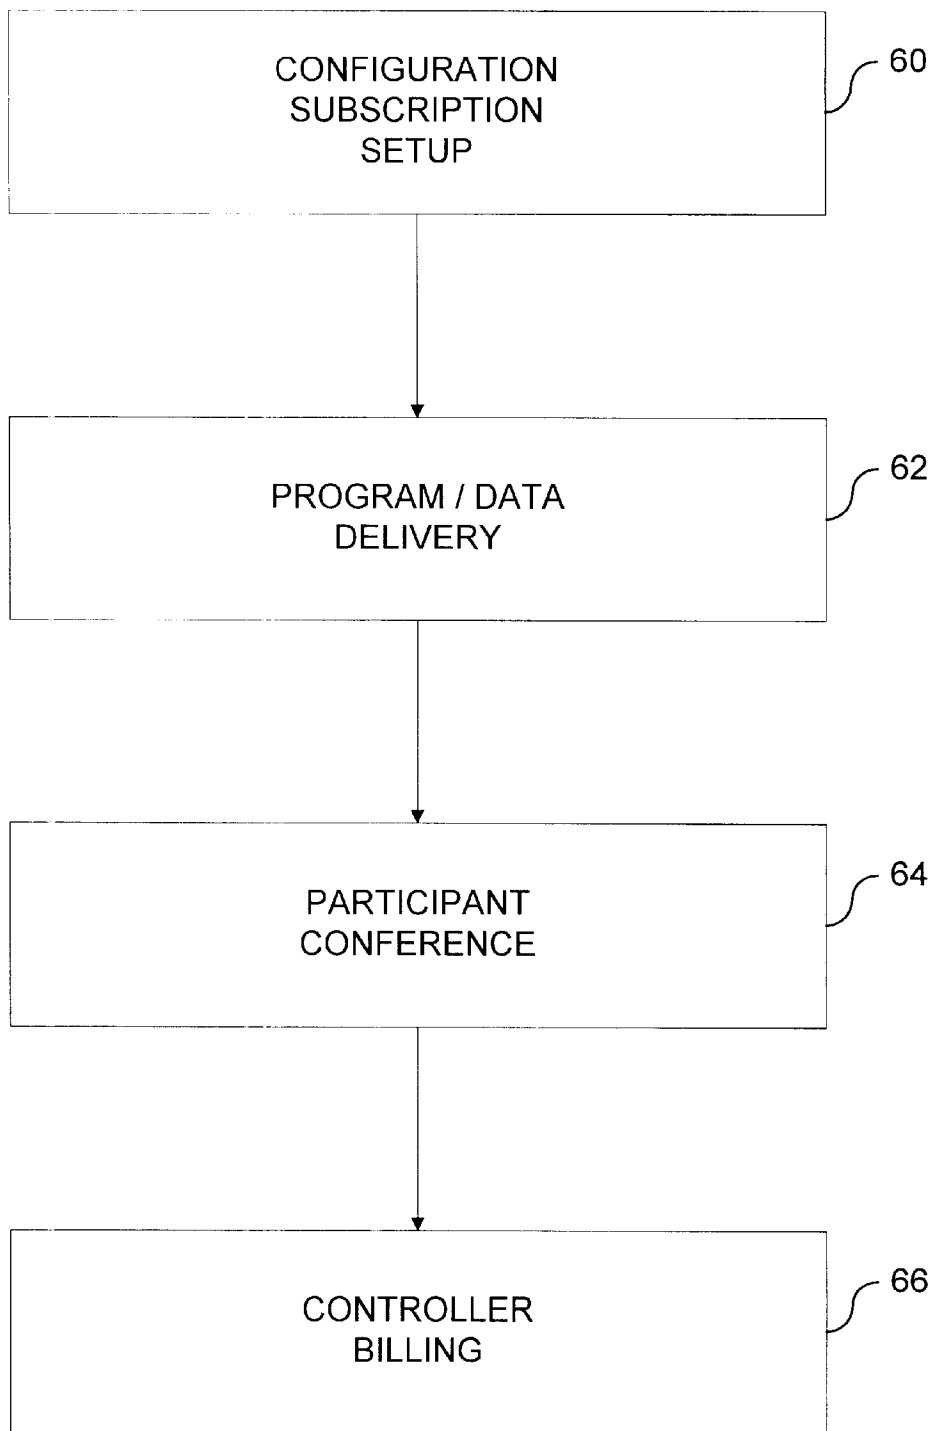 CONFIGURATION
SUBSCRIPTION
SETUP
60
PROGRAM / DATA
DELIVERY
62
PARTICIPANT
CONFERENCE
64
CONTROLLER
BILLING
66